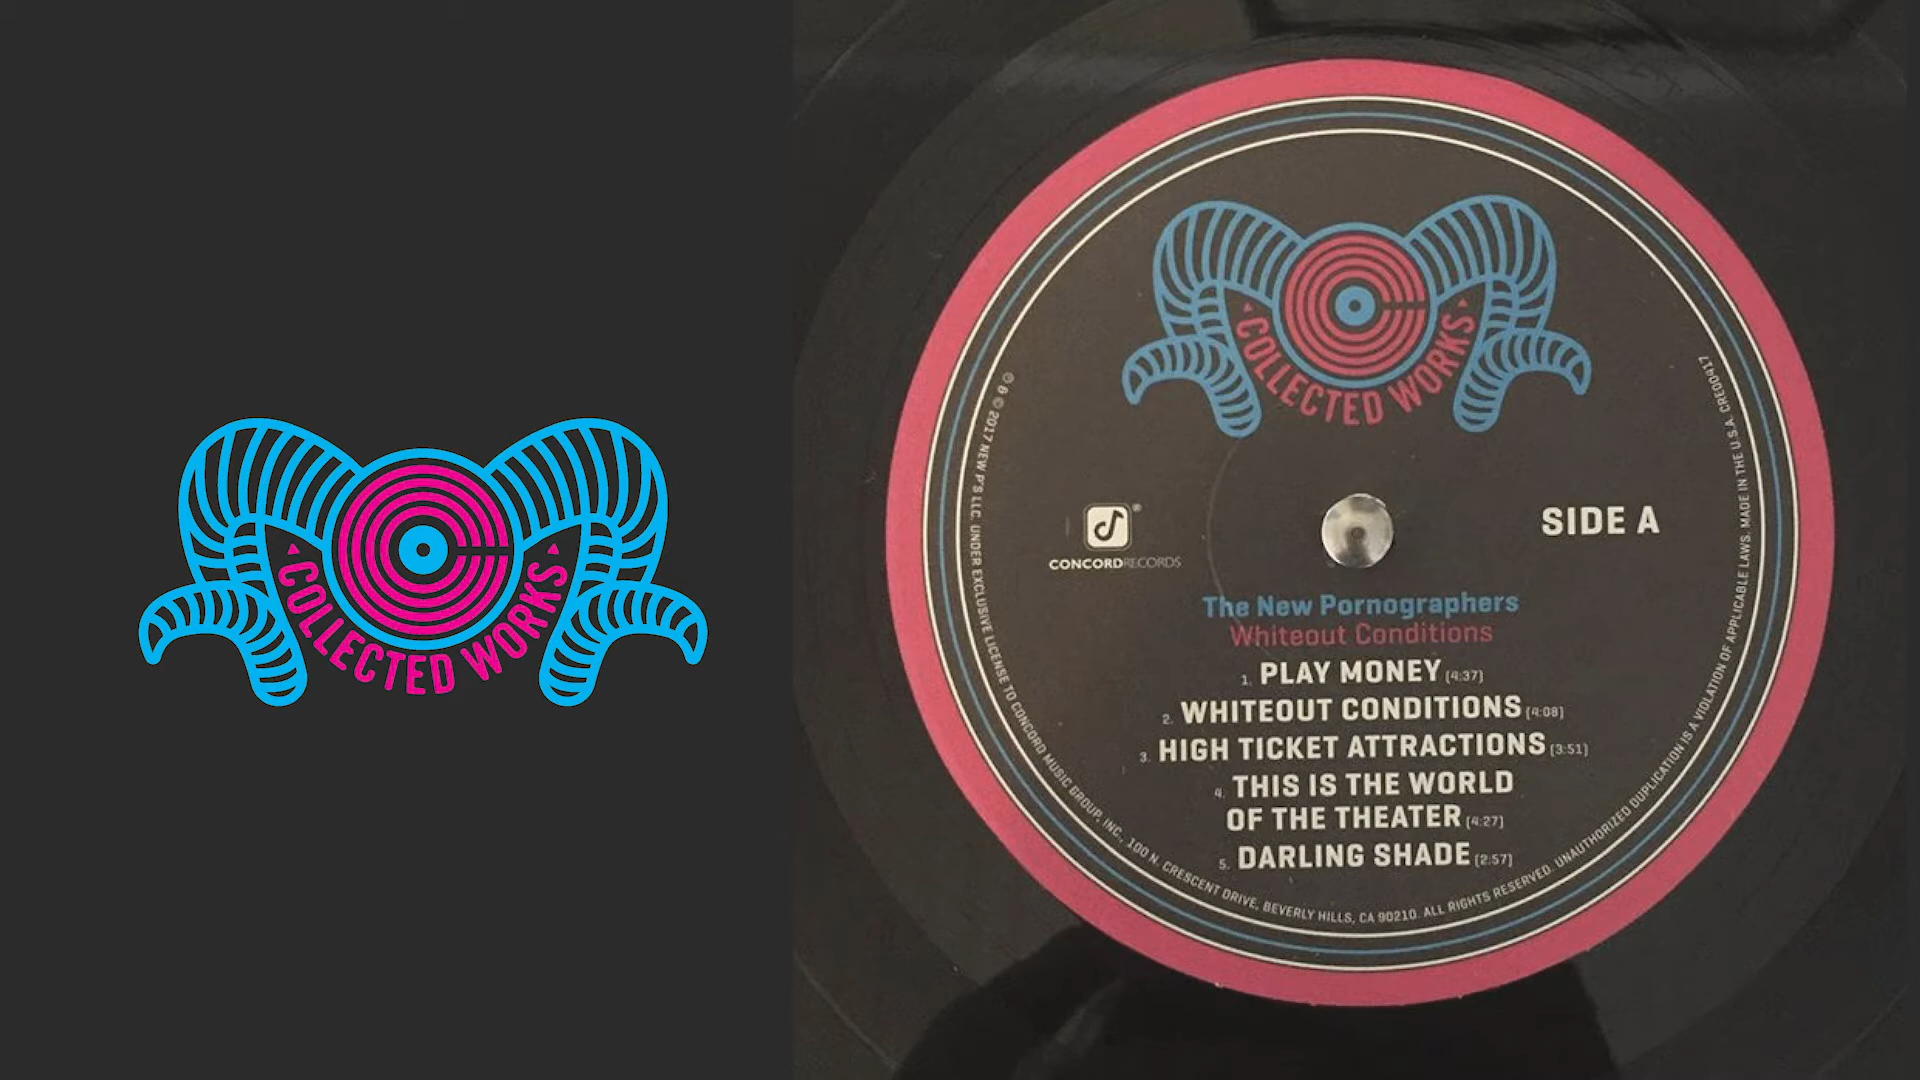 COLLECTED WORKS
COLLECTED WORKS
CONCORDRECORDS
SIDE A
The New Pornographers
Whiteout Conditions
1. PLAY MONEY (4:37)
2. WHITEOUT CONDITIONS (4:08)
3. HIGH TICKET ATTRACTIONS (3:51)
4. THIS IS THE WORLD
OF THE THEATER (4:27)
5. DARLING SHADE (2:57)
℗ & © 2017 NEW P'S LLC. UNDER EXCLUSIVE LICENSE TO CONCORD MUSIC GROUP, INC., 100 N. CRESCENT DRIVE, BEVERLY HILLS, CA 90210. ALL RIGHTS RESERVED. UNAUTHORIZED DUPLICATION IS A VIOLATION OF APPLICABLE LAWS. MADE IN THE U.S.A. CRE00417